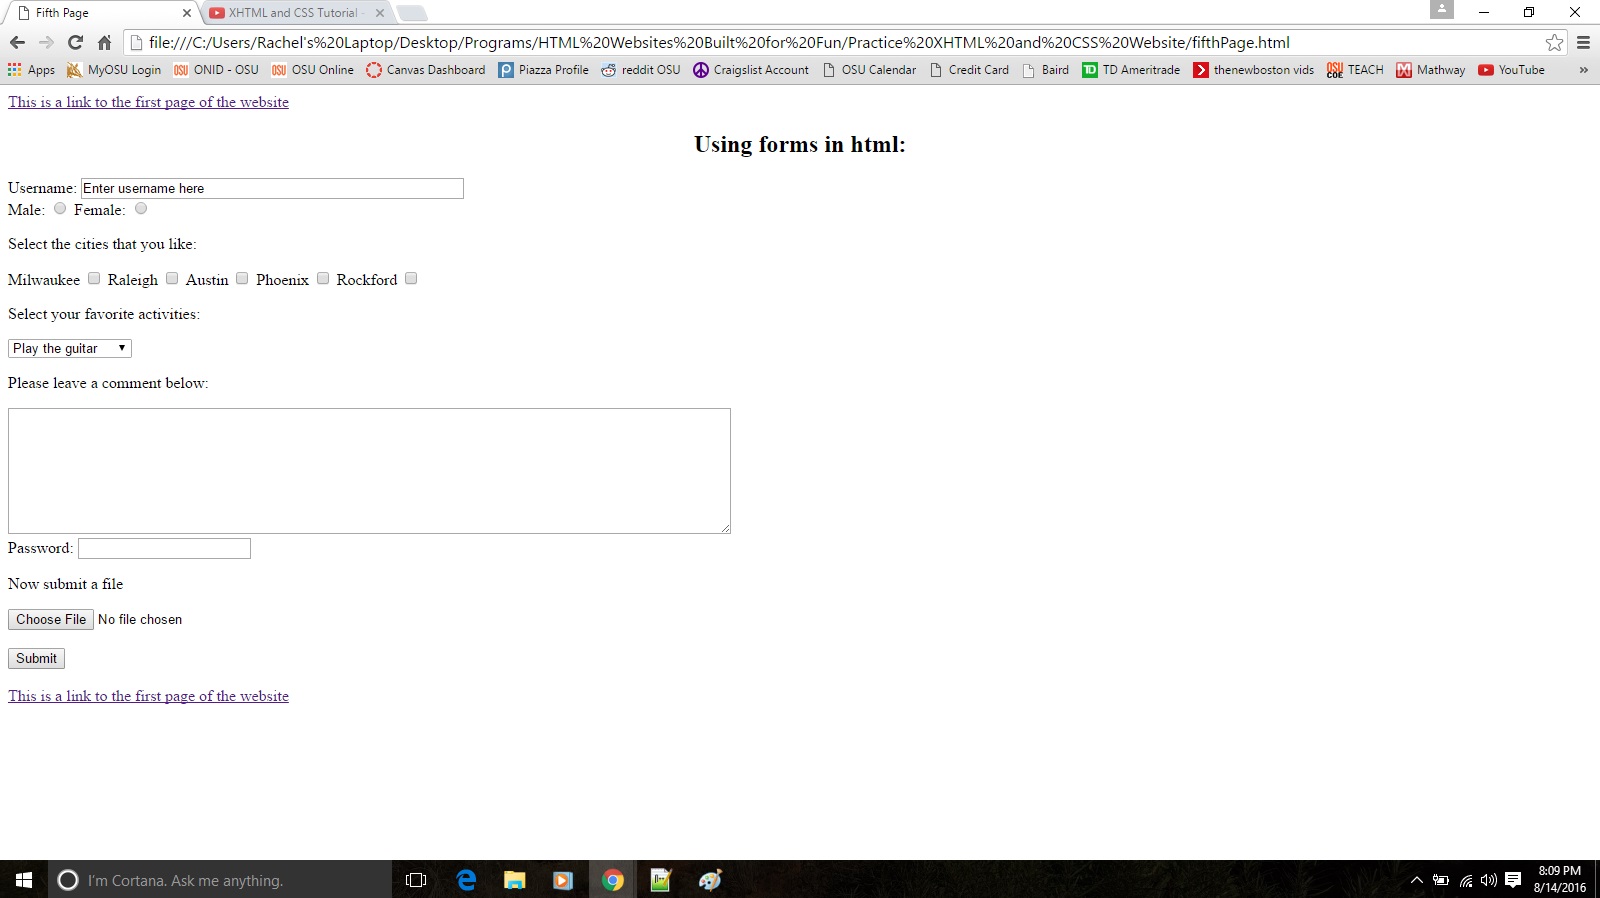 Fifth Page
XHTML and CSS Tutorial -
file:///C:/Users/Rachel's%20Laptop/Desktop/Programs/HTML%20Websites%20Built%20for%20Fun/Practice%20XHTML%20and%20CSS%20Website/fifthPage.html
Apps MyOSU Login OSU ONID - OSU OSU OSU Online Canvas Dashboard Piazza Profile reddit OSU Craigslist Account OSU Calendar Credit Card Baird TD TD Ameritrade thenewboston vids OSU COE TEACH Mathway YouTube »
This is a link to the first page of the website
Using forms in html:
Username: Enter username here
Male: Female:
Select the cities that you like:
Milwaukee Raleigh Austin Phoenix Rockford
Select your favorite activities:
Play the guitar
Please leave a comment below:
Password:
Now submit a file
Choose File No file chosen
Submit
This is a link to the first page of the website
I'm Cortana. Ask me anything.
8:09 PM
8/14/2016